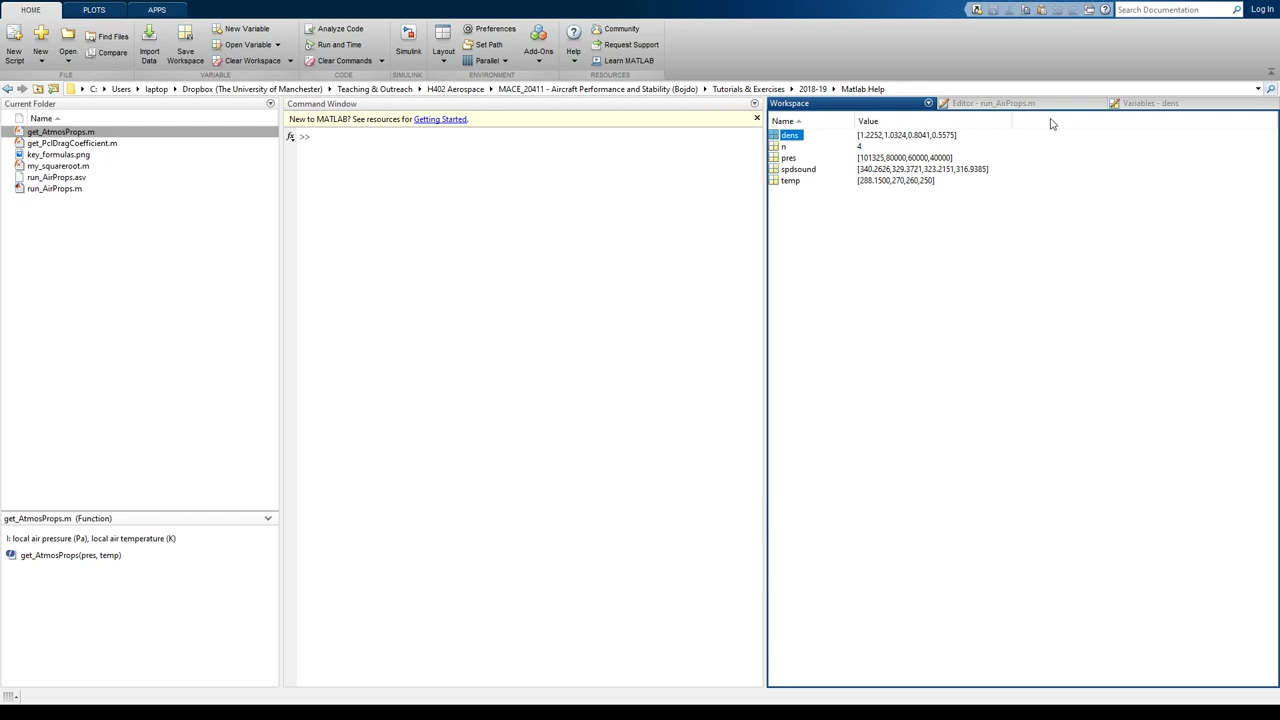 HOME PLOTS APPS Search Documentation Log In
New Script New Open Find Files Compare Import Data Save Workspace New Variable Open Variable Clear Workspace Analyze Code Run and Time Clear Commands Simulink Layout Preferences Set Path Parallel Add-Ons Help Community Request Support Learn MATLAB
FILE VARIABLE CODE SIMULINK ENVIRONMENT RESOURCES
C: Users laptop Dropbox (The University of Manchester) Teaching & Outreach H402 Aerospace MACE_20411 - Aircraft Performance and Stability (Bojdo) Tutorials & Exercises 2018-19 Matlab Help
Current Folder
Name
get_AtmosProps.m
get_PclDragCoefficient.m
key_formulas.png
my_squareroot.m
run_AirProps.asv
run_AirProps.m
get_AtmosProps.m (Function)
I: local air pressure (Pa), local air temperature (K)
get_AtmosProps(pres, temp)
Command Window
New to MATLAB? See resources for Getting Started.
fx >>
Workspace Editor - run_AirProps.m Variables - dens
Name Value
dens [1.2252,1.0324,0.8041,0.5575]
n 4
pres [101325,80000,60000,40000]
spdsound [340.2626,329.3721,323.2151,316.9385]
temp [288.1500,270,260,250]